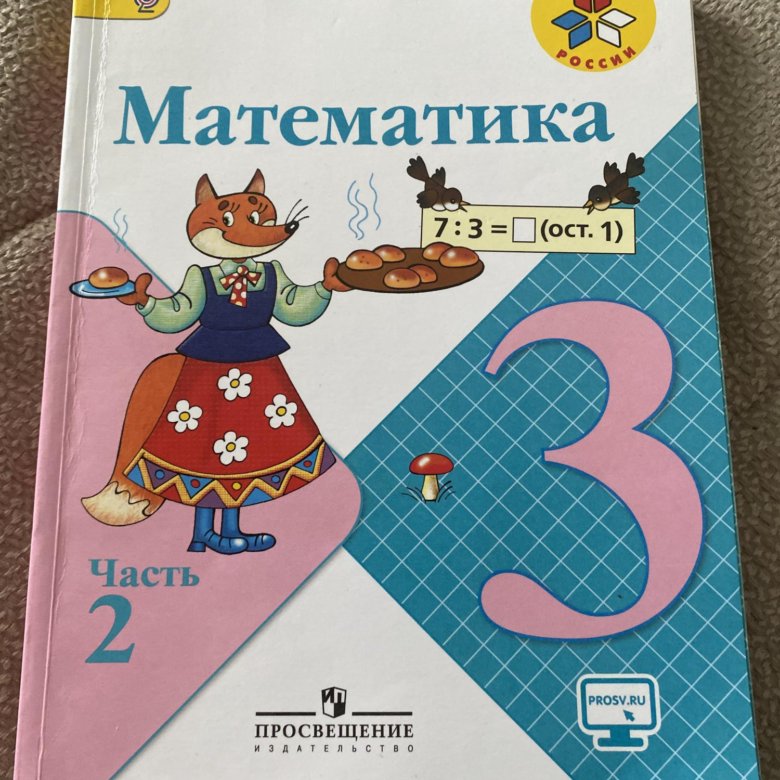 РОССИИ
Математика
7 : 3 = □ (ост. 1)
3
Часть
2
ПРОСВЕЩЕНИЕ
ИЗДАТЕЛЬСТВО
PROSV.RU